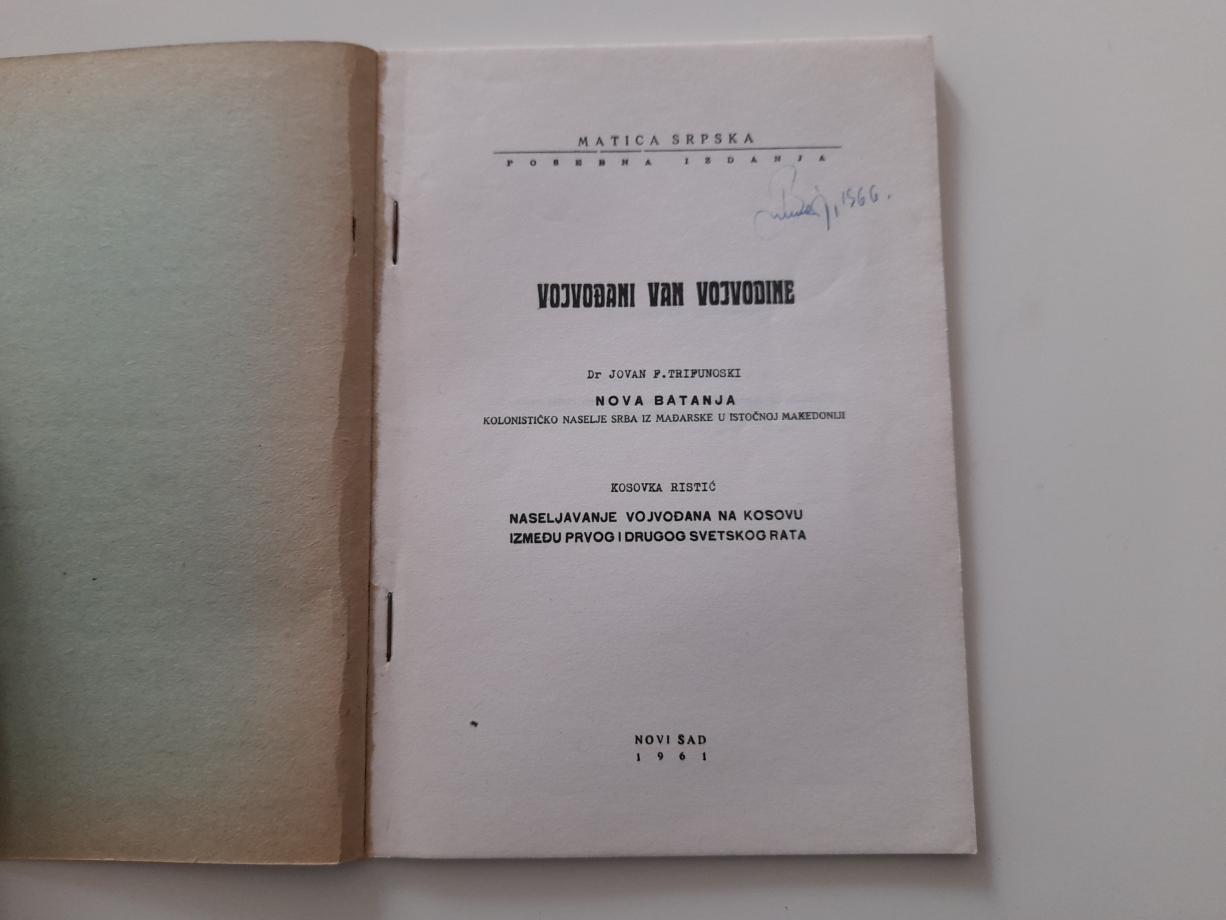 MATICA SRPSKA
POSEBNA IZDANJA
, 1966.
VOJVOĐANI VAN VOJVODINE
Dr JOVAN F.TRIFUNOSKI
NOVA BATANJA
KOLONISTIČKO NASELJE SRBA IZ MAĐARSKE U ISTOČNOJ MAKEDONIJI
KOSOVKA RISTIĆ
NASELJAVANJE VOJVOĐANA NA KOSOVU
IZMEĐU PRVOG I DRUGOG SVETSKOG RATA
NOVI SAD
1961